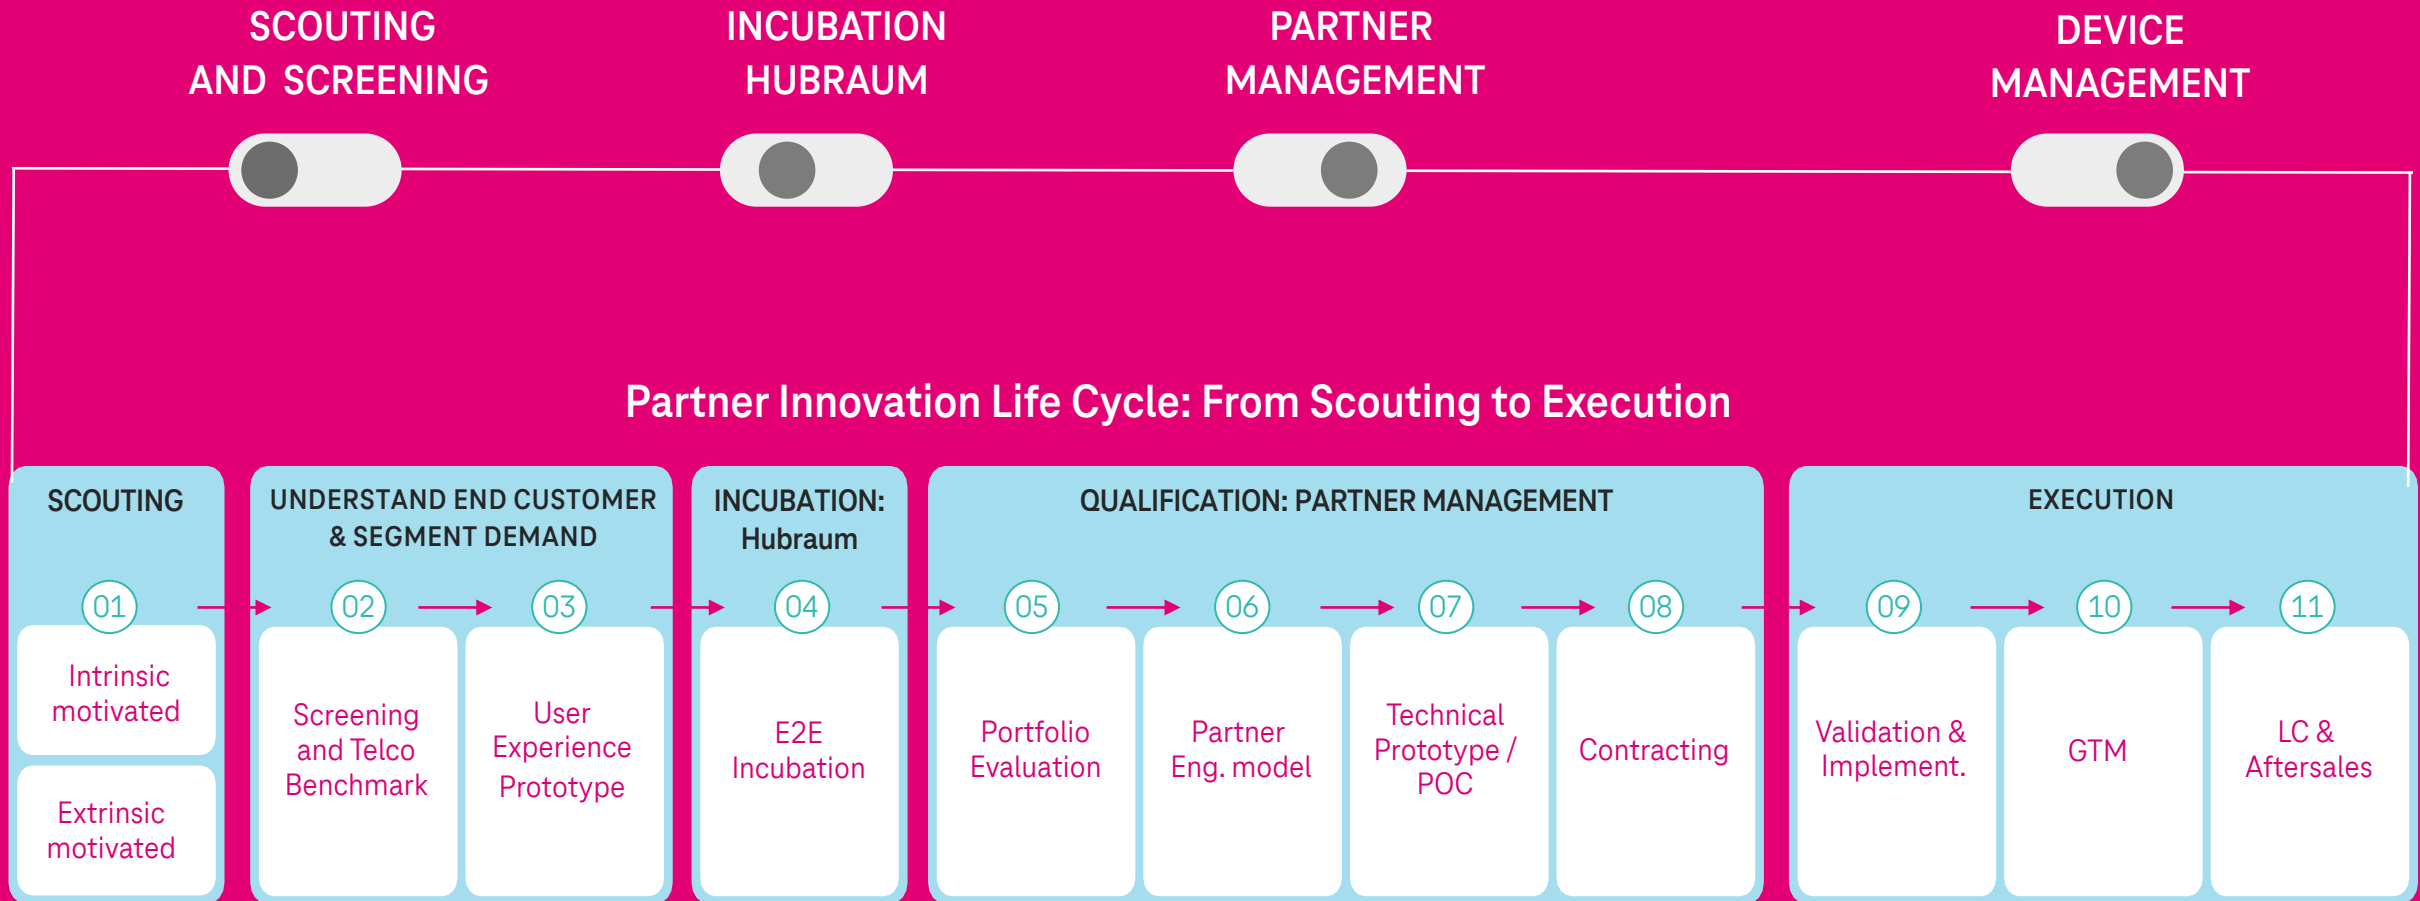 SCOUTING
AND SCREENING
INCUBATION
HUBRAUM
PARTNER
MANAGEMENT
DEVICE
MANAGEMENT
Partner Innovation Life Cycle: From Scouting to Execution
SCOUTING
01
Intrinsic
motivated
Extrinsic
motivated
UNDERSTAND END CUSTOMER
& SEGMENT DEMAND
02
Screening
and Telco
Benchmark
03
User
Experience
Prototype
INCUBATION:
Hubraum
04
E2E
Incubation
QUALIFICATION: PARTNER MANAGEMENT
05
Portfolio
Evaluation
06
Partner
Eng. model
07
Technical
Prototype /
POC
08
Contracting
EXECUTION
09
Validation &
Implement.
10
GTM
11
LC &
Aftersales